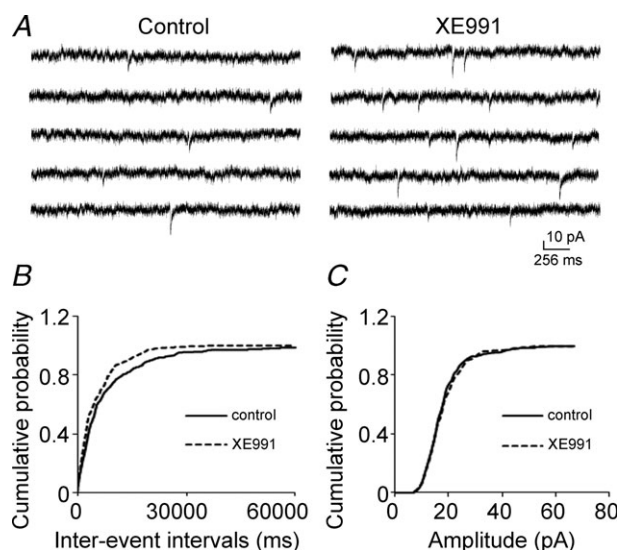 A
Control
XE991
10 pA
256 ms
B
Cumulative probability
1.2
0.8
0.4
0
control
XE991
0
30000
60000
Inter-event intervals (ms)
C
Cumulative probability
1.2
0.8
0.4
0
control
XE991
0
20
40
60
80
Amplitude (pA)